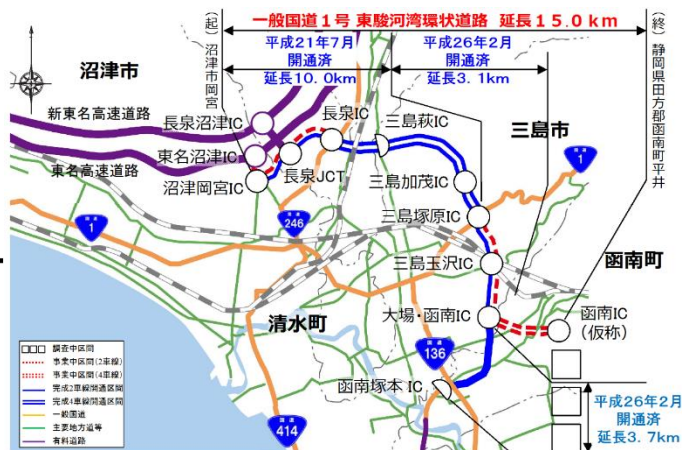 一般国道1号 東駿河湾環状道路 延長15.0km
(起)沼津市岡宮
(終)静岡県田方郡函南町平井
平成21年7月
開通済
延長10.0km
平成26年2月
開通済
延長3.1km
沼津市
新東名高速道路
長泉沼津IC
長泉IC
三島萩IC
三島市
東名沼津IC
東名高速道路
長泉JCT
三島加茂IC
国道
1
沼津岡宮IC
三島塚原IC
国道
246
国道
1
函南町
三島玉沢IC
清水町
大場・函南IC
函南IC
(仮称)
国道
136
函南塚本IC
国道
414
平成26年2月
開通済
延長3.7km
調査中区間
事業中区間(2車線)
事業中区間(4車線)
完成2車線開通区間
完成4車線開通区間
一般国道
主要地方道等
有料道路